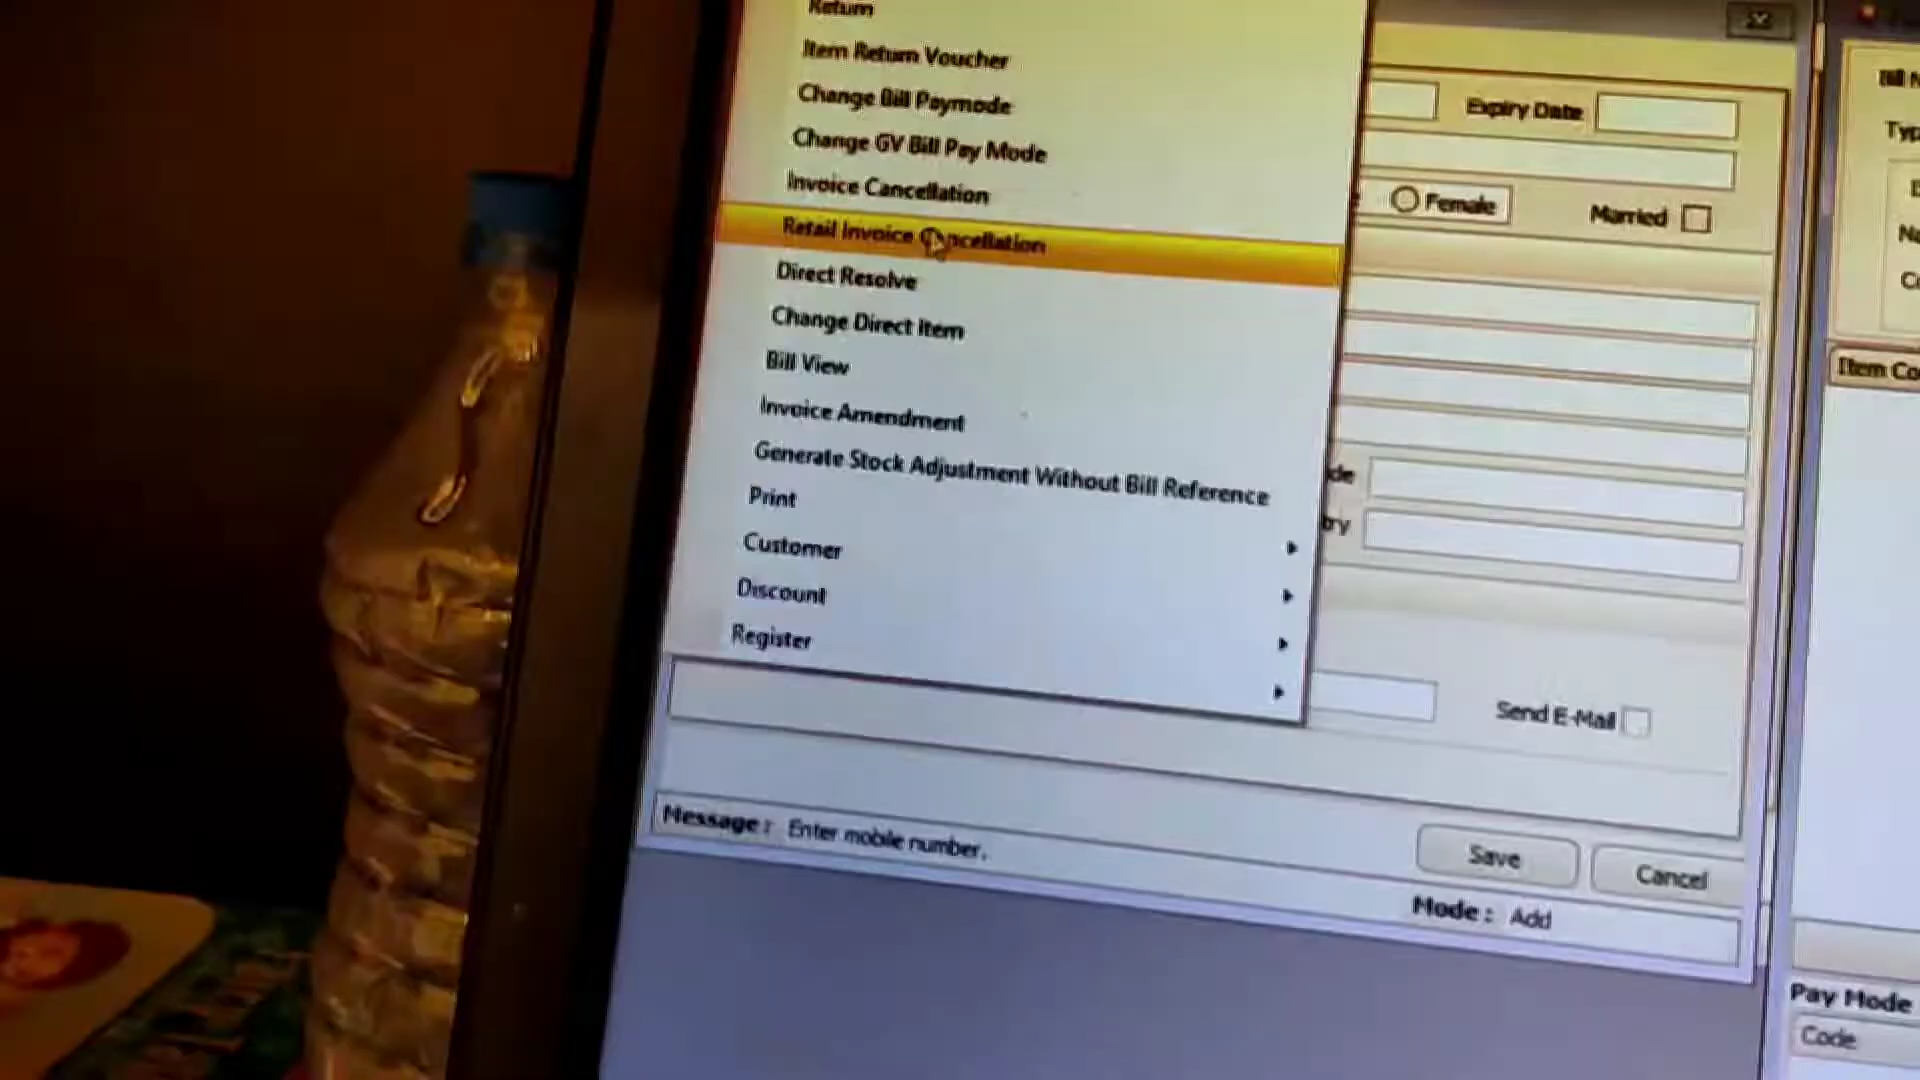 Return
Item Return Voucher
Change Bill Paymode
Expiry Date
Change GV Bill Pay Mode
Invoice Cancellation
Female
Married
Retail Invoice Cancellation
Direct Resolve
Change Direct Item
Bill View
Item Co
Invoice Amendment
Generate Stock Adjustment Without Bill Reference
Print
Customer
Discount
Register
Send E-Mail
Message : Enter mobile number.
Save
Cancel
Mode : Add
Pay Mode
Code